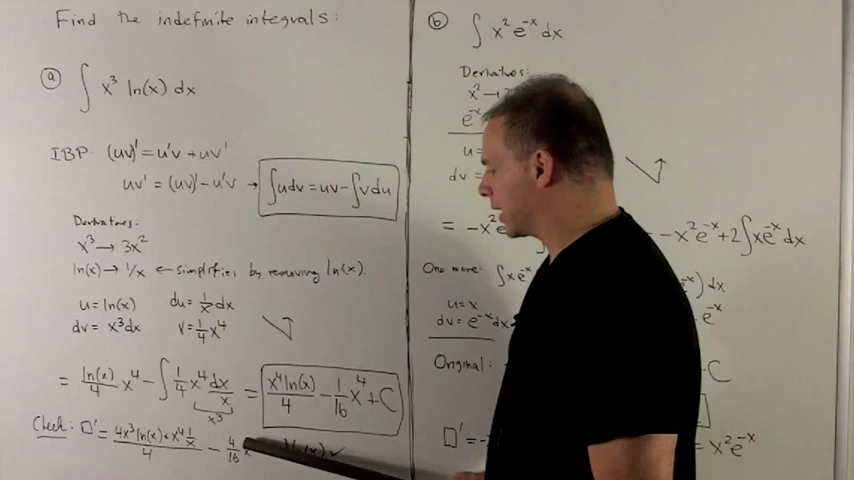 Find the indefinite integrals:
ⓐ ∫ x³ ln(x) dx
IBP: (uv)' = u'v + uv'
uv' = (uv)' - u'v → ∫udv = uv - ∫vdu
Derivatives:
x³ → 3x²
ln(x) → 1/x ← simplifies by removing ln(x).
u = ln(x) du = 1/x dx
dv = x³dx v = 1/4 x⁴
= ln(x)/4 x⁴ - ∫ 1/4 x⁴ dx/x = x⁴ln(x)/4 - 1/16 x⁴ + C
x³
Check: □' = (4x³ln(x) + x⁴ 1/x)/4 - 4/16
ⓑ ∫ x² e⁻ˣ dx
Derivatives:
x² →
e⁻ˣ
u =
dv =
= -x²e = -x²e⁻ˣ + 2∫xe⁻ˣ dx
One more: ∫xe⁻ ⁻ˣ) dx
u = x
dv = e⁻ˣdx e⁻ˣ
Original: - C
□' = = x²e⁻ˣ